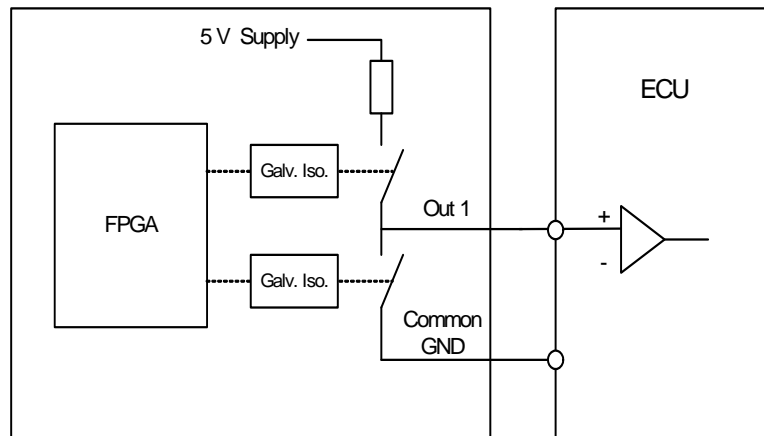 5 V Supply
ECU
Galv. Iso.
FPGA
Out 1
+
-
Galv. Iso.
Common
GND